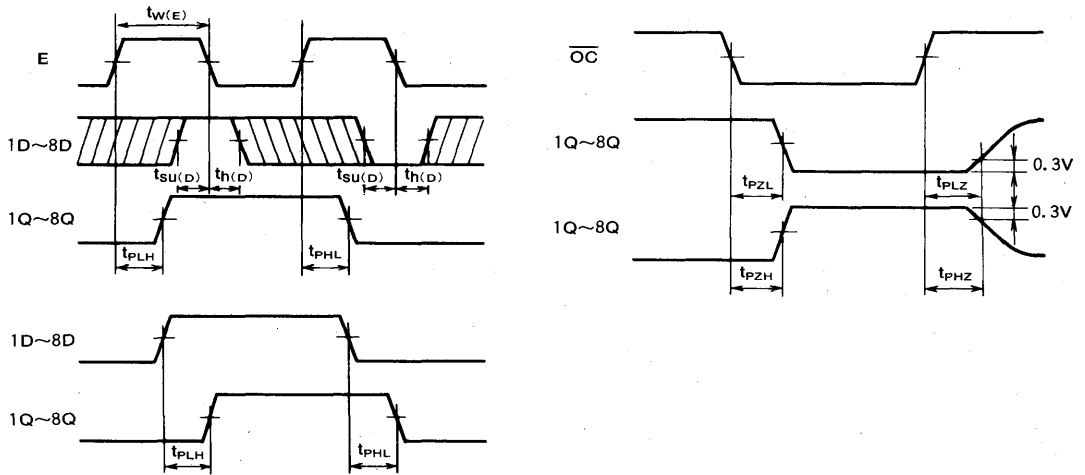 tW(E)
E
1D~8D
tSU(D) th(D) tSU(D) th(D)
1Q~8Q
tPLH tPHL
1D~8D
1Q~8Q
tPLH tPHL
O̅C̅
1Q~8Q
0.3V
tPZL tPLZ
0.3V
1Q~8Q
tPZH tPHZ